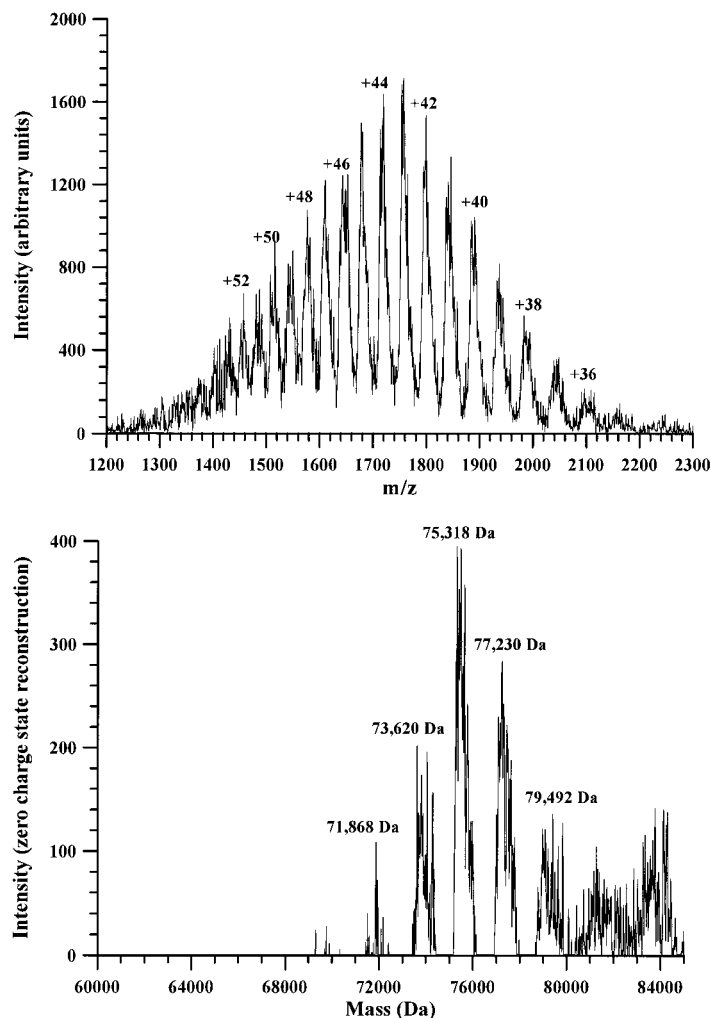 2000
1600
1200
800
400
0
Intensity (arbitrary units)
+52
+50
+48
+46
+44
+42
+40
+38
+36
1200 1300 1400 1500 1600 1700 1800 1900 2000 2100 2200 2300
m/z
400
300
200
100
0
Intensity (zero charge state reconstruction)
71,868 Da
73,620 Da
75,318 Da
77,230 Da
79,492 Da
60000 64000 68000 72000 76000 80000 84000
Mass (Da)